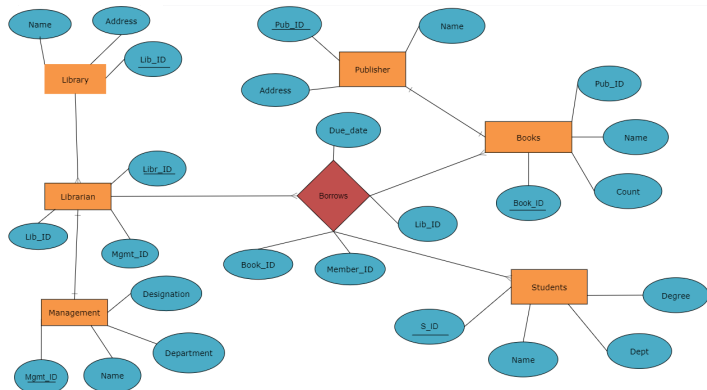 Name
Address
Lib_ID
Library
Pub_ID
Name
Publisher
Address
Pub_ID
Books
Name
Count
Book_ID
Due_date
Borrows
Lib_ID
Book_ID
Member_ID
Libr_ID
Librarian
Lib_ID
Mgmt_ID
Designation
Management
Department
Mgmt_ID
Name
Students
Degree
S_ID
Name
Dept